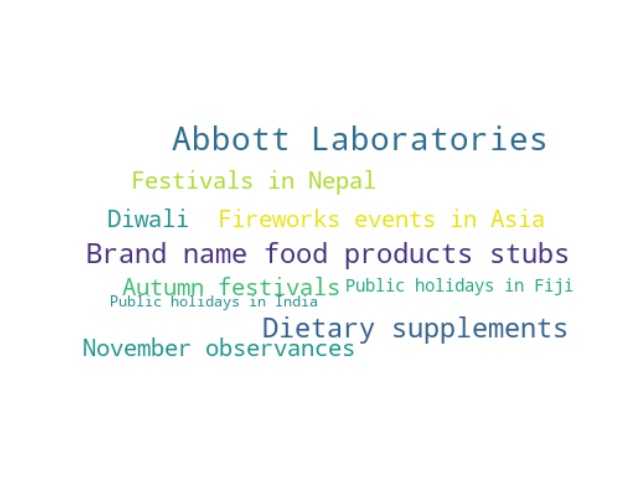 Abbott Laboratories
Festivals in Nepal
Diwali
Fireworks events in Asia
Brand name food products stubs
Autumn festivals
Public holidays in Fiji
Public holidays in India
Dietary supplements
November observances